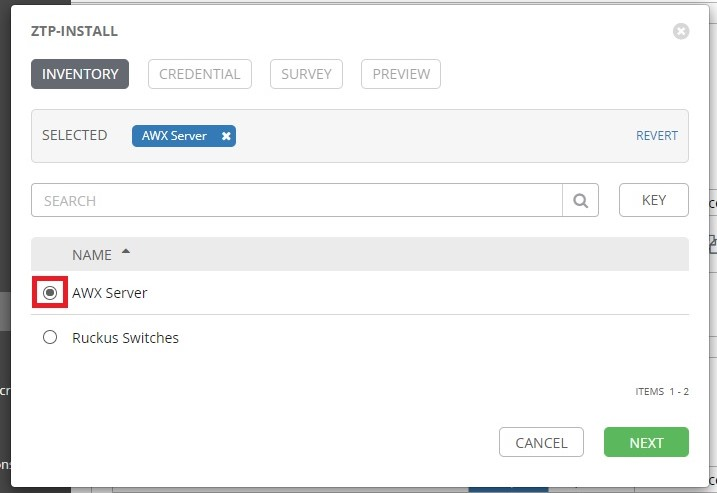 ZTP-INSTALL
INVENTORY CREDENTIAL SURVEY PREVIEW
SELECTED AWX Server REVERT
SEARCH KEY
NAME
AWX Server
Ruckus Switches
ITEMS 1 - 2
CANCEL NEXT